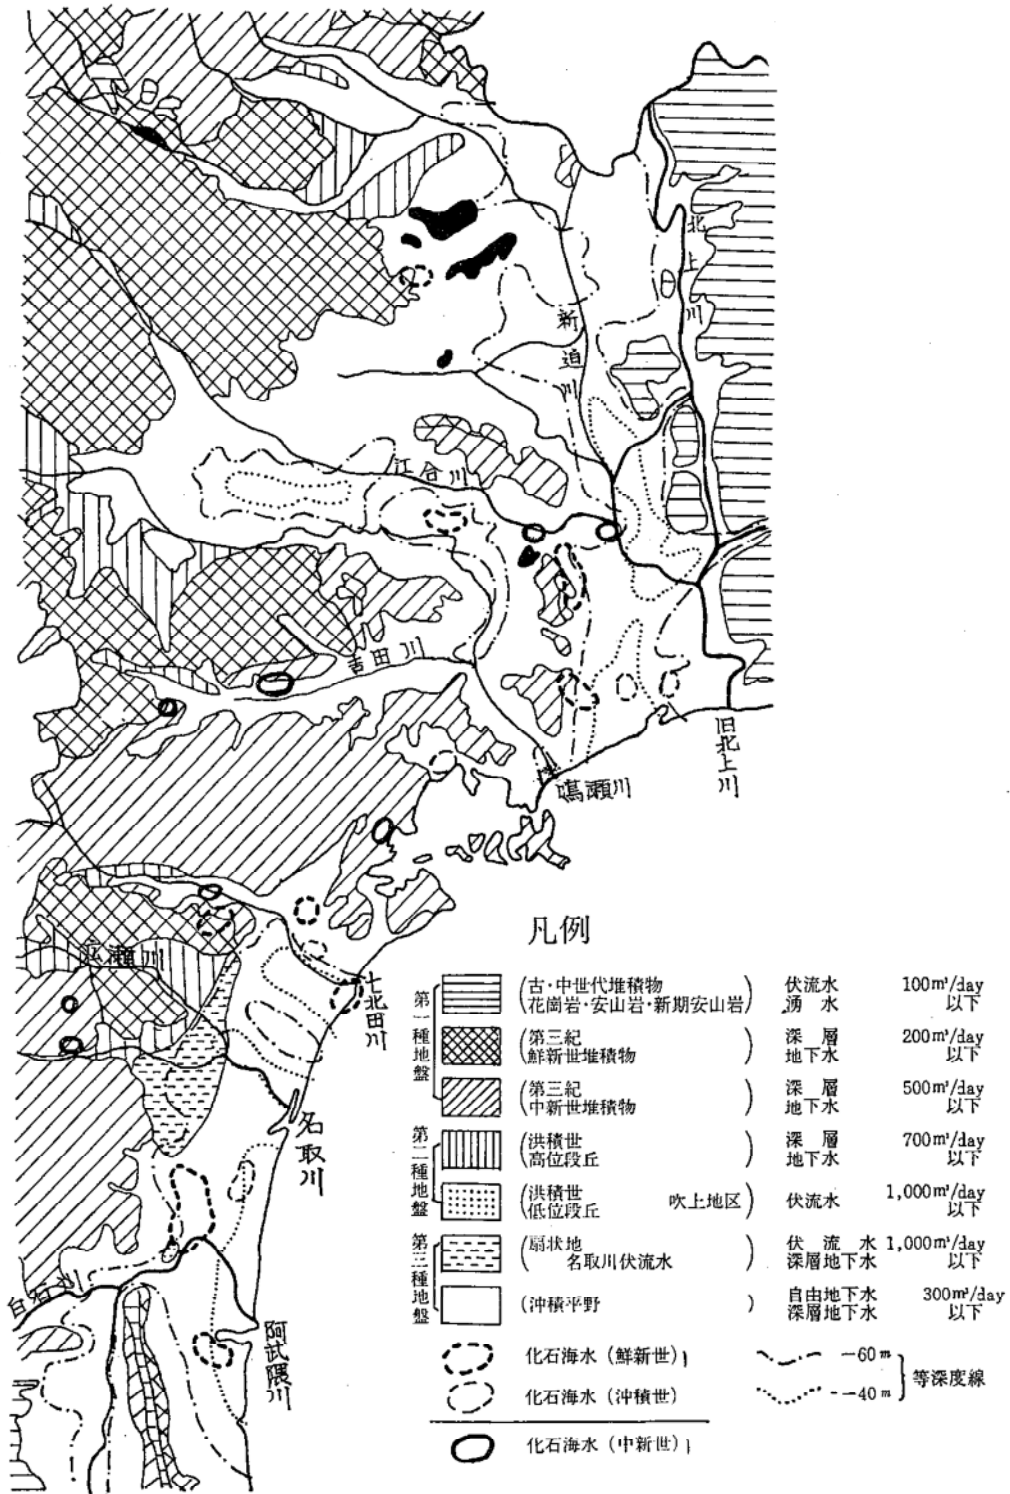 北上川
新迫川
江合川
吉田川
旧北上川
鳴瀬川
広瀬川
七北田川
名取川
白石川
阿武隈川
凡例
第一種地盤
(古・中世代堆積物
花崗岩・安山岩・新期安山岩)
伏流水
湧水
100m³/day
以下
(第三紀
鮮新世堆積物)
深層
地下水
200m³/day
以下
(第三紀
中新世堆積物)
深層
地下水
500m³/day
以下
第二種地盤
(洪積世
高位段丘)
深層
地下水
700m³/day
以下
(洪積世
低位段丘 吹上地区)
伏流水
1,000m³/day
以下
第三種地盤
(扇状地
名取川伏流水)
伏流水
深層地下水
1,000m³/day
以下
(沖積平野)
自由地下水
深層地下水
300m³/day
以下
化石海水(鮮新世)
化石海水(沖積世)
化石海水(中新世)
-60m
-40m
等深度線